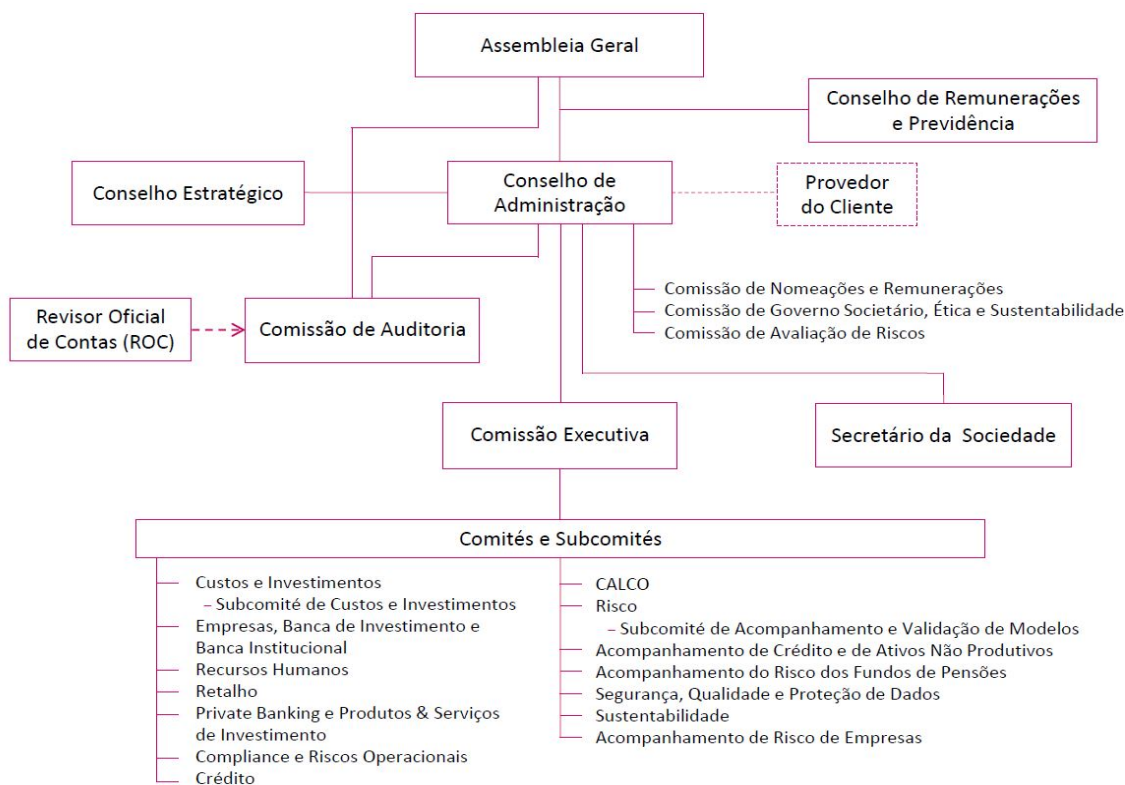 Assembleia Geral
Conselho de Remunerações
e Previdência
Conselho Estratégico
Conselho de
Administração
Provedor
do Cliente
Comissão de Nomeações e Remunerações
Comissão de Governo Societário, Ética e Sustentabilidade
Comissão de Avaliação de Riscos
Revisor Oficial
de Contas (ROC)
Comissão de Auditoria
Comissão Executiva
Secretário da Sociedade
Comités e Subcomités
Custos e Investimentos
– Subcomité de Custos e Investimentos
Empresas, Banca de Investimento e
Banca Institucional
Recursos Humanos
Retalho
Private Banking e Produtos & Serviços
de Investimento
Compliance e Riscos Operacionais
Crédito
CALCO
Risco
– Subcomité de Acompanhamento e Validação de Modelos
Acompanhamento de Crédito e de Ativos Não Produtivos
Acompanhamento do Risco dos Fundos de Pensões
Segurança, Qualidade e Proteção de Dados
Sustentabilidade
Acompanhamento de Risco de Empresas